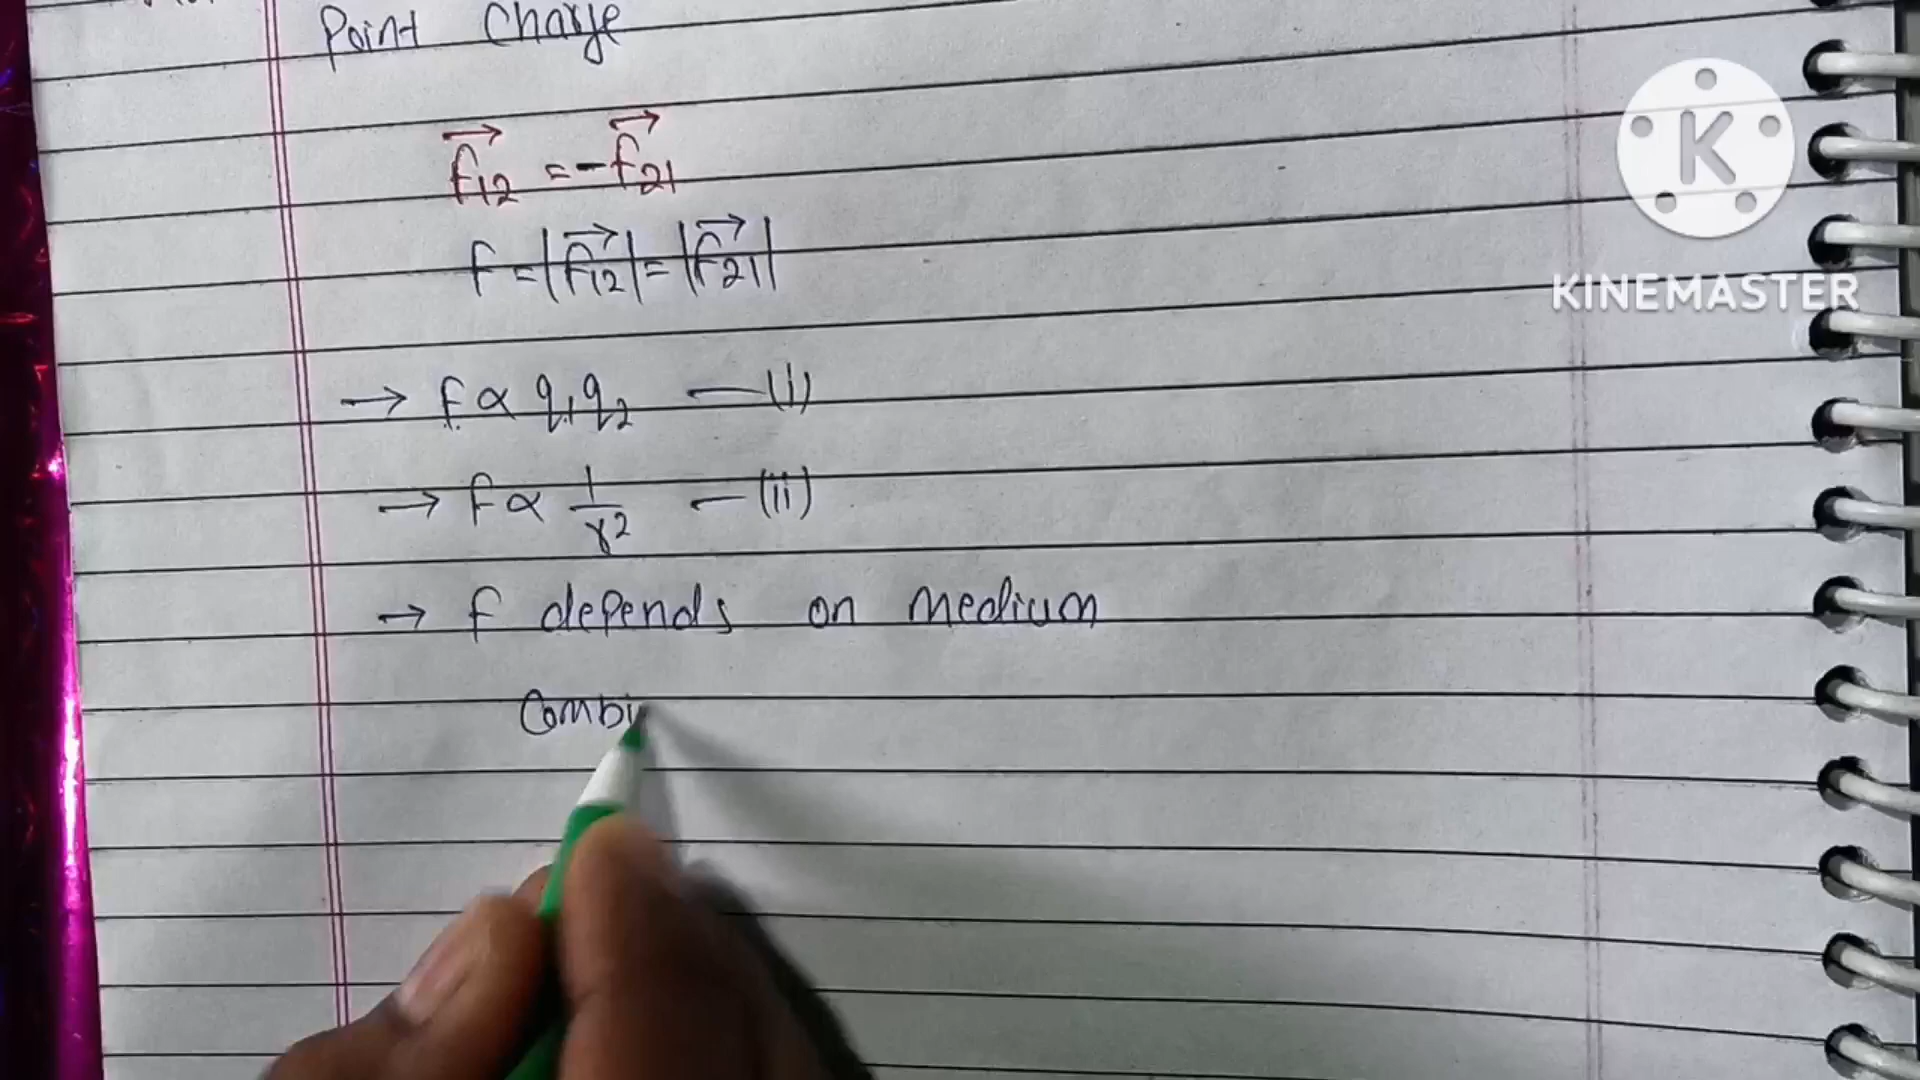 Point Charge
→f12 = -→f21
f = |→f12| = |→f21|
→ f ∝ q1q2 — (i)
→ f ∝ 1/r2 — (ii)
→ f depends on medium
Combi
K
KINEMASTER